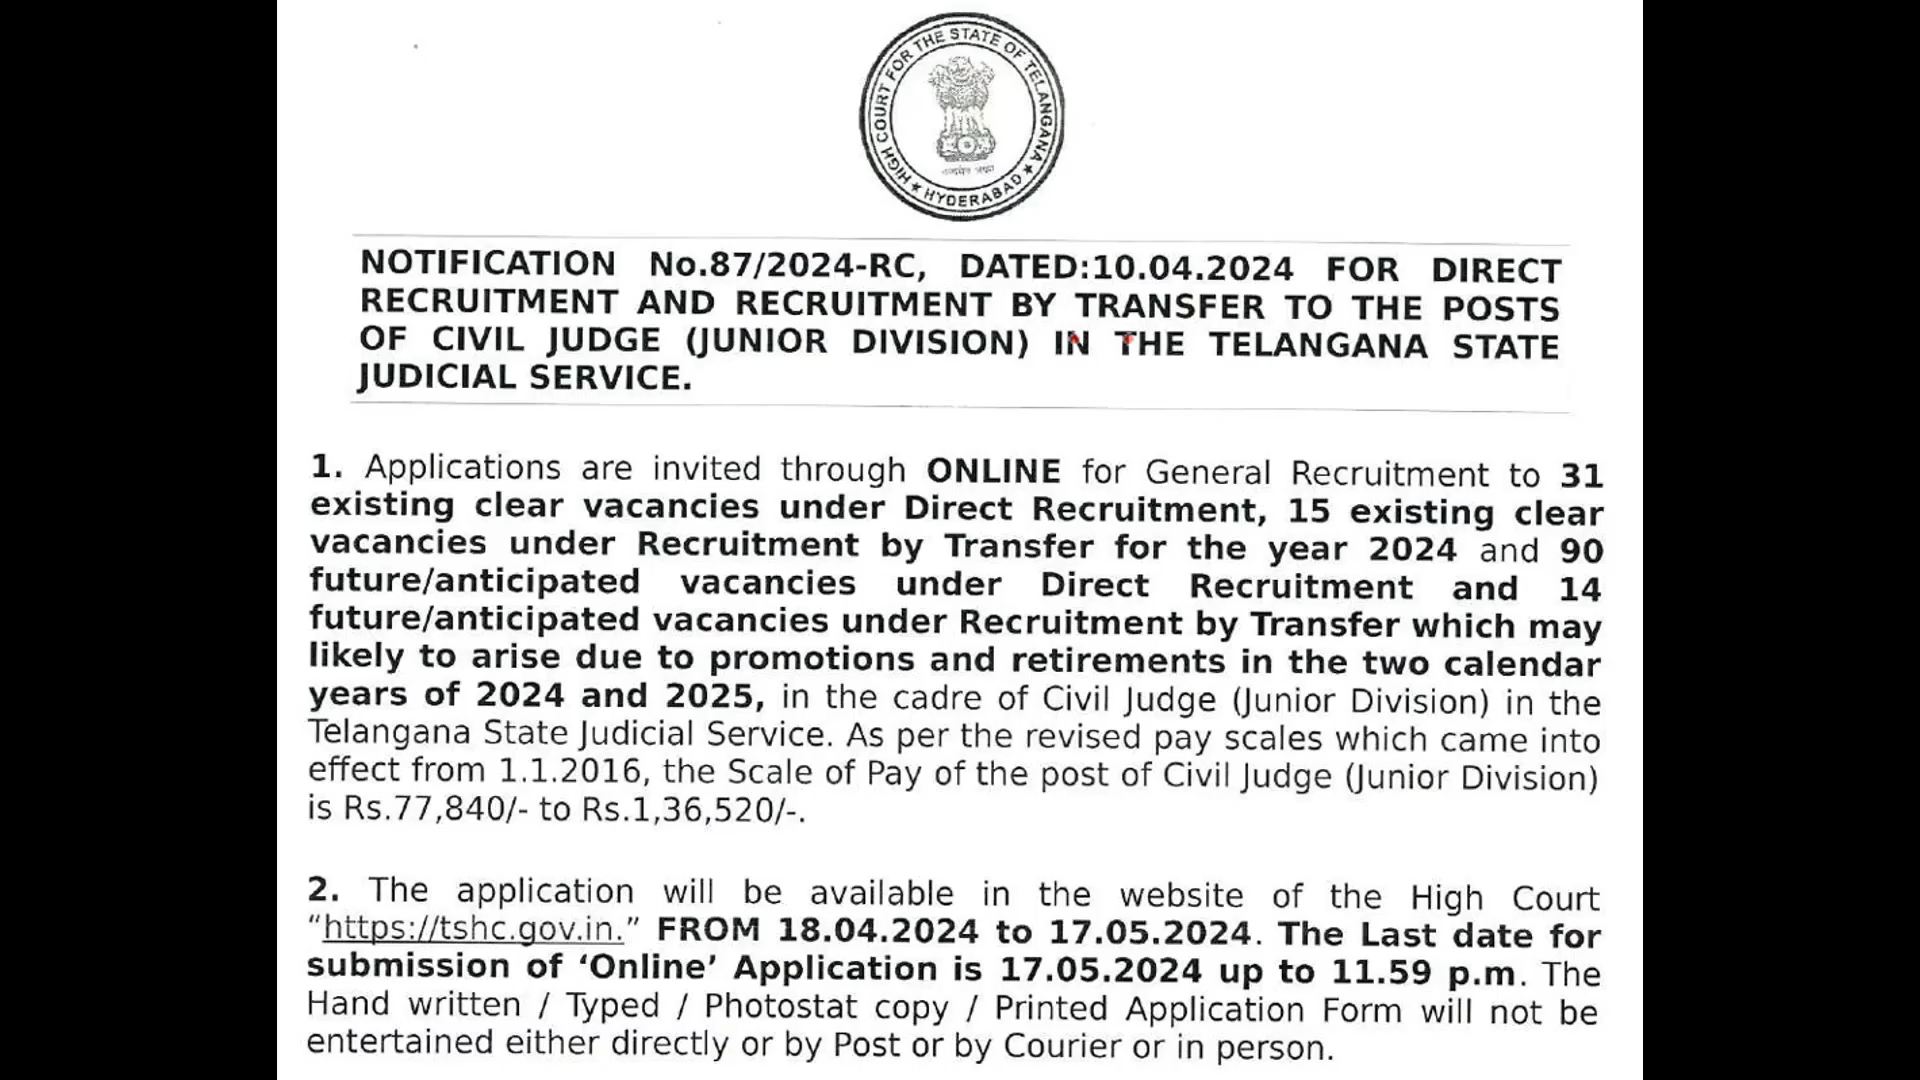 HIGH COURT FOR THE STATE OF TELANGANA
★ HYDERABAD ★
NOTIFICATION No.87/2024-RC, DATED:10.04.2024 FOR DIRECT
RECRUITMENT AND RECRUITMENT BY TRANSFER TO THE POSTS
OF CIVIL JUDGE (JUNIOR DIVISION) IN THE TELANGANA STATE
JUDICIAL SERVICE.
1. Applications are invited through ONLINE for General Recruitment to 31
existing clear vacancies under Direct Recruitment, 15 existing clear
vacancies under Recruitment by Transfer for the year 2024 and 90
future/anticipated vacancies under Direct Recruitment and 14
future/anticipated vacancies under Recruitment by Transfer which may
likely to arise due to promotions and retirements in the two calendar
years of 2024 and 2025, in the cadre of Civil Judge (Junior Division) in the
Telangana State Judicial Service. As per the revised pay scales which came into
effect from 1.1.2016, the Scale of Pay of the post of Civil Judge (Junior Division)
is Rs.77,840/- to Rs.1,36,520/-.
2. The application will be available in the website of the High Court
“https://tshc.gov.in.” FROM 18.04.2024 to 17.05.2024. The Last date for
submission of ‘Online’ Application is 17.05.2024 up to 11.59 p.m. The
Hand written / Typed / Photostat copy / Printed Application Form will not be
entertained either directly or by Post or by Courier or in person.